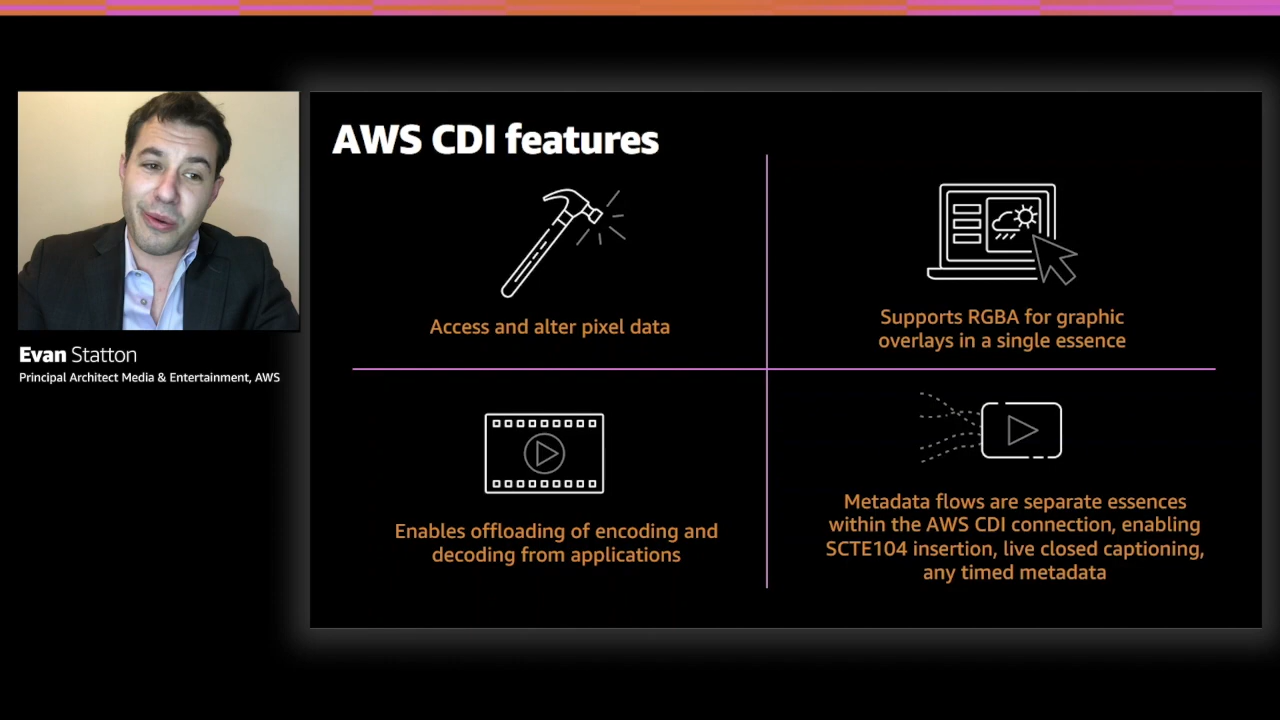 AWS CDI features
Access and alter pixel data
Supports RGBA for graphic
overlays in a single essence
Evan Statton
Principal Architect Media & Entertainment, AWS
Enables offloading of encoding and
decoding from applications
Metadata flows are separate essences
within the AWS CDI connection, enabling
SCTE104 insertion, live closed captioning,
any timed metadata